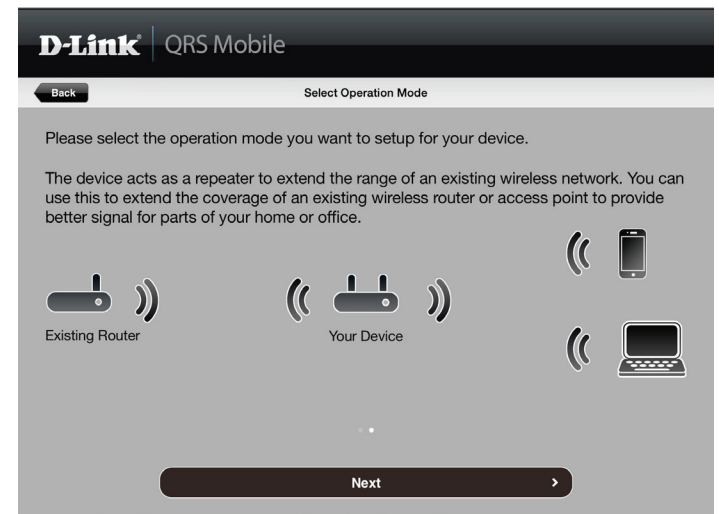 D-Link QRS Mobile
Back Select Operation Mode
Please select the operation mode you want to setup for your device.
The device acts as a repeater to extend the range of an existing wireless network. You can
use this to extend the coverage of an existing wireless router or access point to provide
better signal for parts of your home or office.
Existing Router Your Device
Next